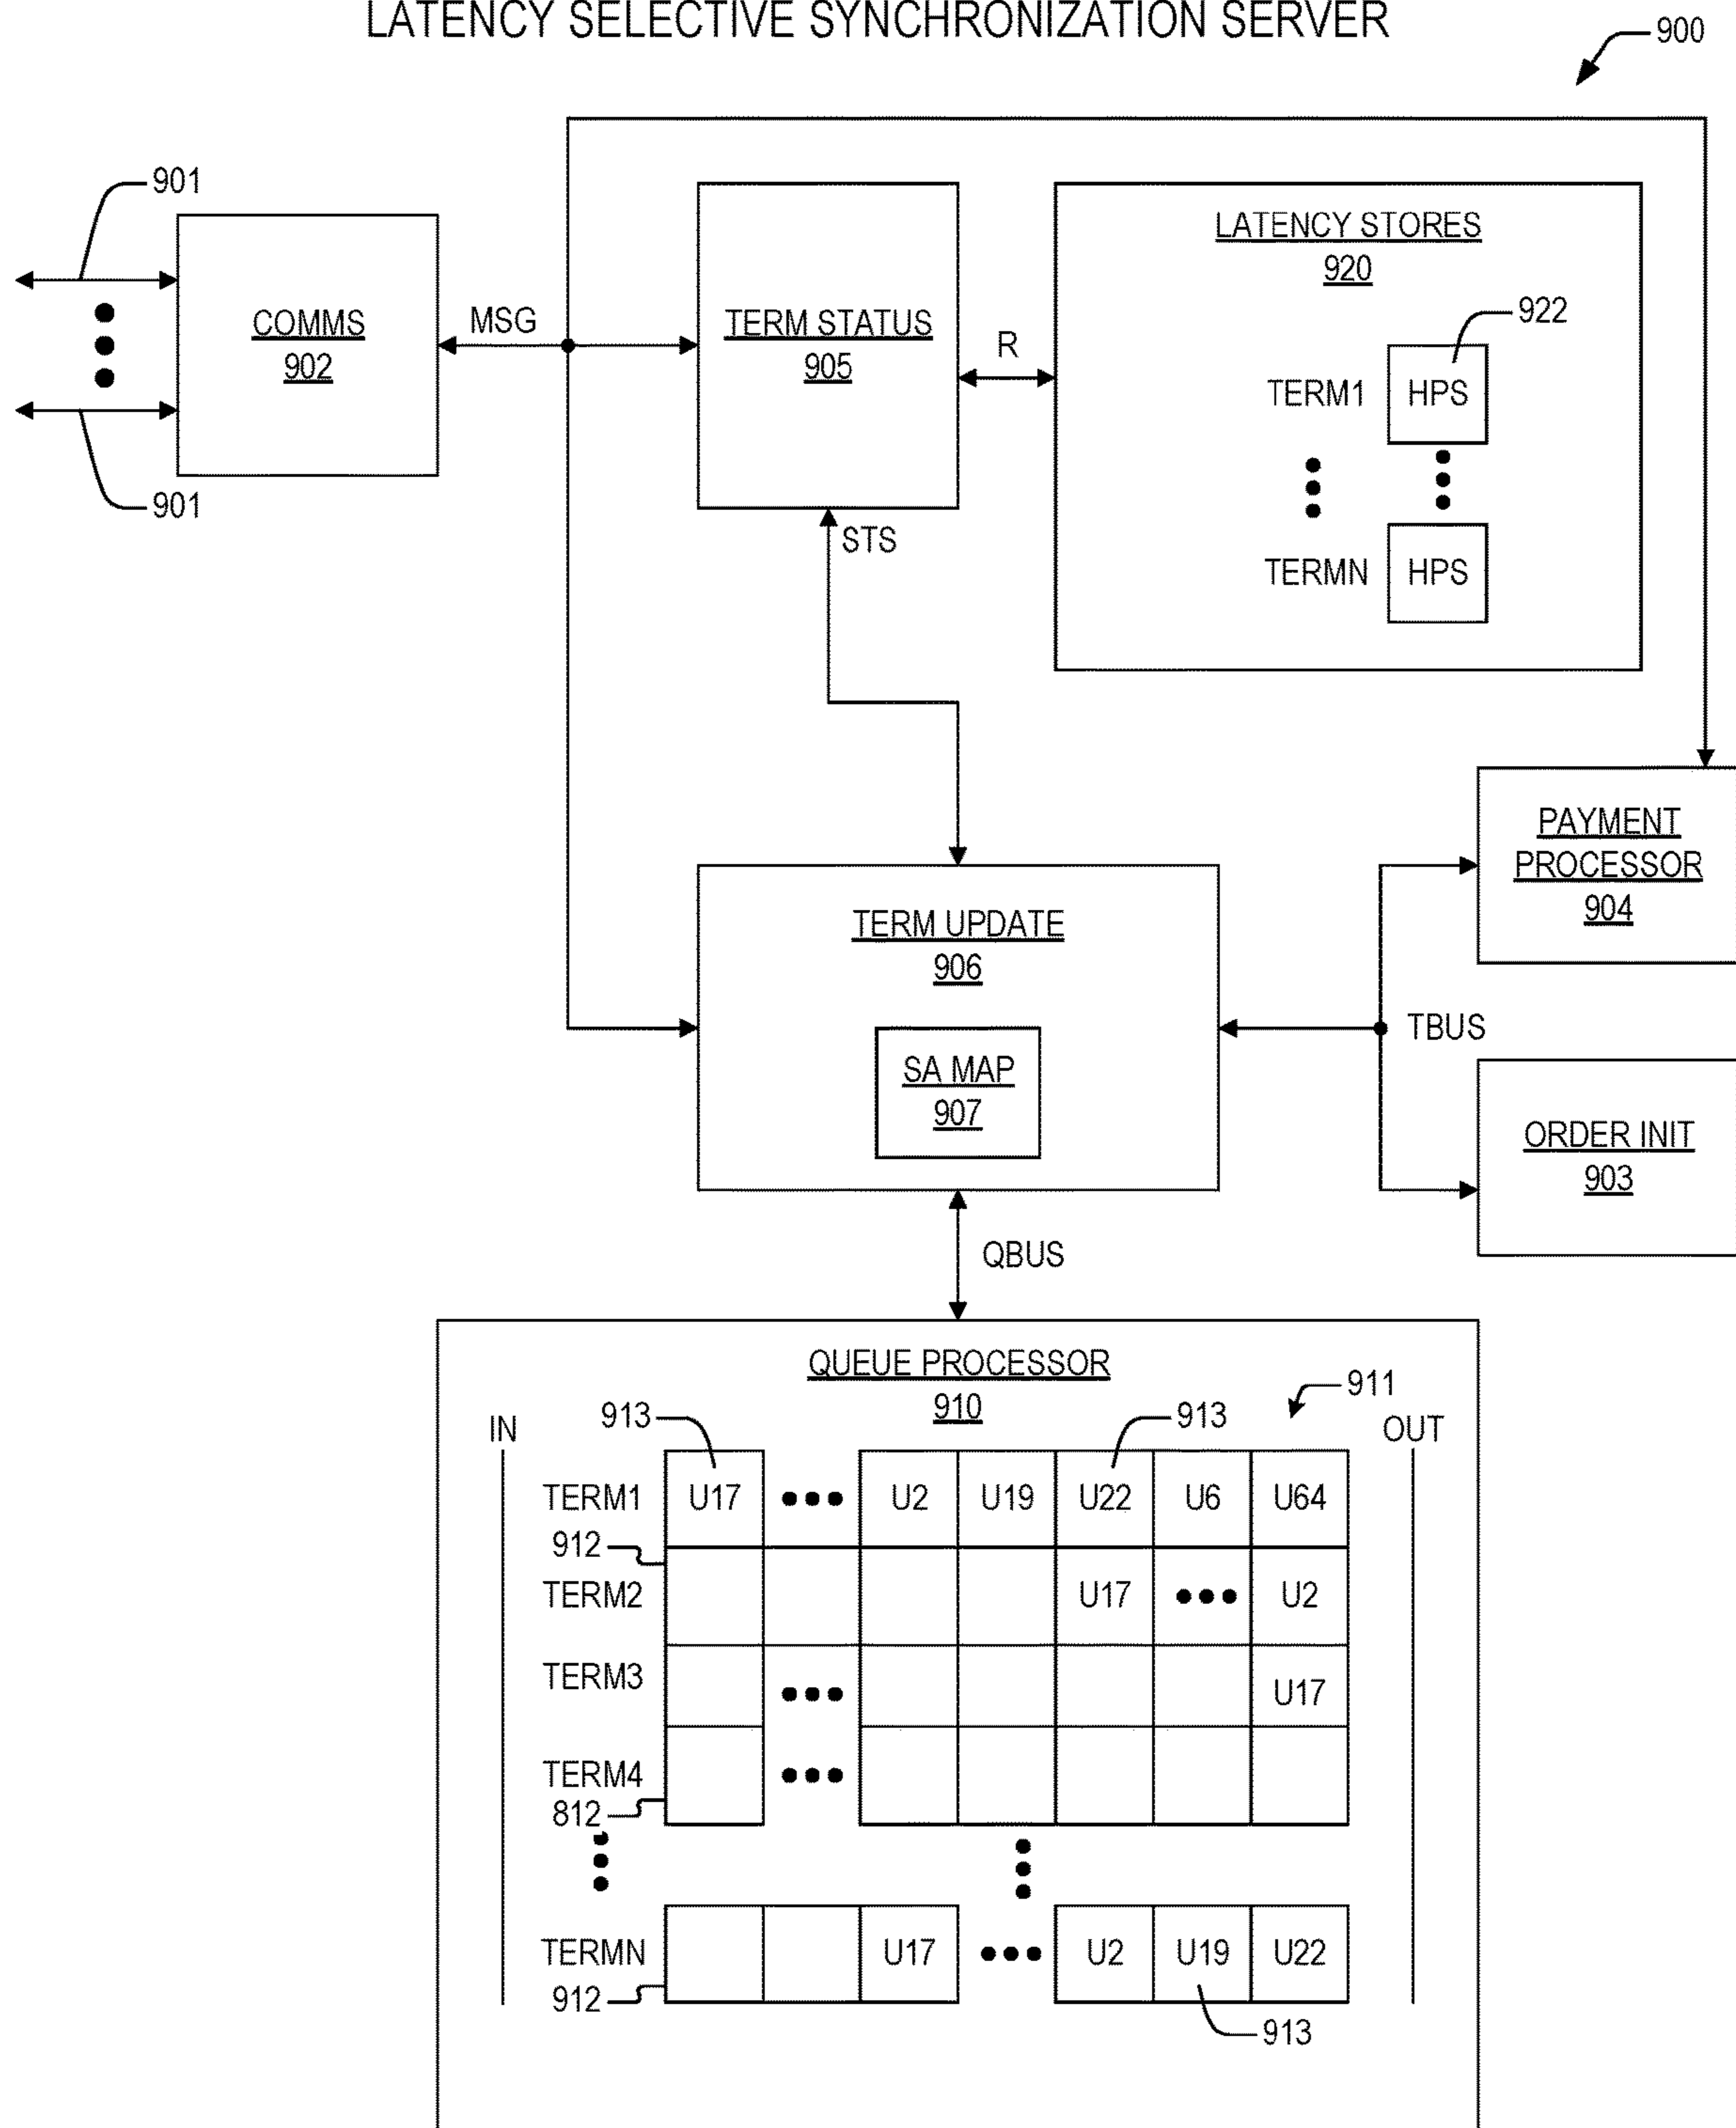 LATENCY SELECTIVE SYNCHRONIZATION SERVER
900
901
901
COMMS
902
MSG
TERM STATUS
905
R
LATENCY STORES
920
922
TERM1 HPS
TERMN HPS
STS
PAYMENT
PROCESSOR
904
TERM UPDATE
906
SA MAP
907
TBUS
ORDER INIT
903
QBUS
QUEUE PROCESSOR
910
911
913
913
IN
OUT
TERM1 U17 U2 U19 U22 U6 U64
912
TERM2 U17 U2
TERM3 U17
TERM4
812
TERMN U17 U2 U19 U22
912
913